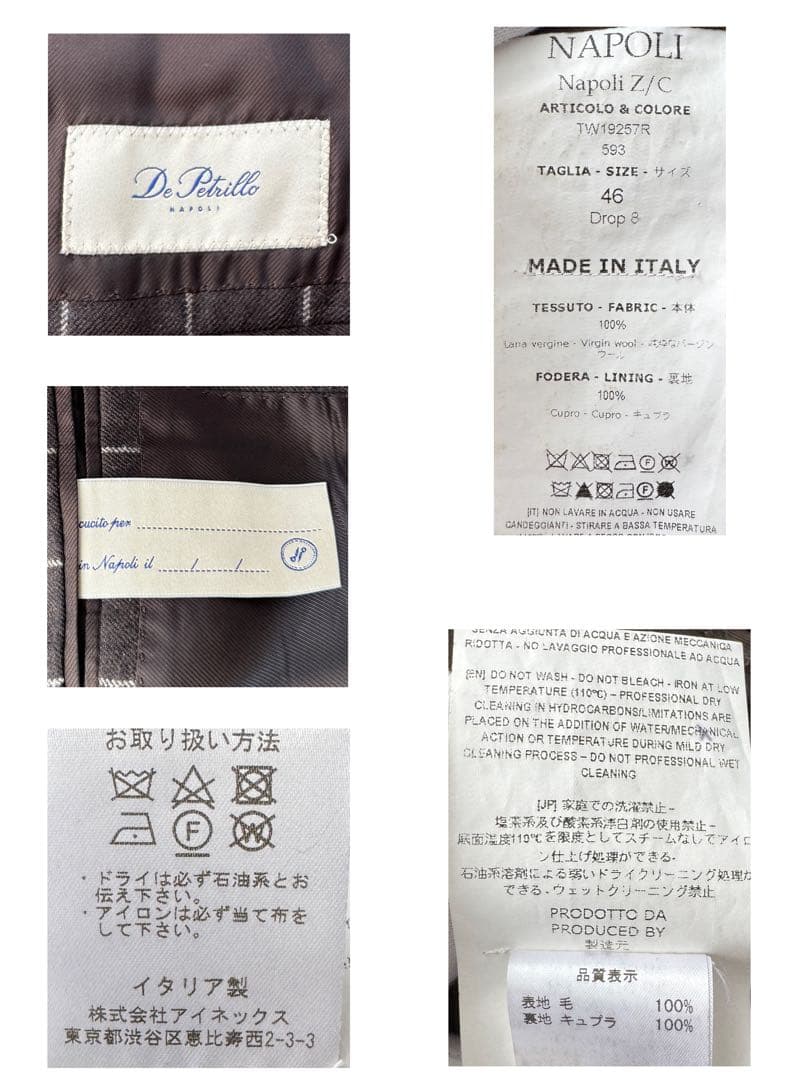 De Petrillo
NAPOLI
cucito per
in Napoli il / /
お取り扱い方法
F
W
・ドライは必ず石油系とお
伝え下さい。
・アイロンは必ず当て布を
して下さい。
イタリア製
株式会社アイネックス
東京都渋谷区恵比寿西2-3-3
NAPOLI
Napoli Z/C
ARTICOLO & COLORE
TW19257R
593
TAGLIA - SIZE - サイズ
46
Drop 8
MADE IN ITALY
TESSUTO - FABRIC - 本体
100%
Lana vergine - Virgin wool - 純粋なバージン
ウール
FODERA - LINING - 裏地
100%
Cupro - Cupro - キュプラ
[IT] NON LAVARE IN ACQUA - NON USARE
CANDEGGIANTI - STIRARE A BASSA TEMPERATURA
SENZA AGGIUNTA DI ACQUA E AZIONE MECCANICA
RIDOTTA - NO LAVAGGIO PROFESSIONALE AD ACQUA
[EN] DO NOT WASH - DO NOT BLEACH - IRON AT LOW
TEMPERATURE (110°C) – PROFESSIONAL DRY
CLEANING IN HYDROCARBONS/LIMITATIONS ARE
PLACED ON THE ADDITION OF WATER/MECHANICAL
ACTION OR TEMPERATURE DURING MILD DRY
CLEANING PROCESS – DO NOT PROFESSIONAL WET
CLEANING
[JP] 家庭での洗濯禁止 -
塩素系及び酸素系漂白剤の使用禁止 -
底面温度110℃を限度としてスチームなしでアイロ
ン仕上げ処理ができる -
石油系溶剤による弱いドライクリーニング処理が
できる - ウェットクリーニング禁止
PRODOTTO DA
PRODUCED BY
製造元
品質表示
表地 毛 100%
裏地 キュプラ 100%